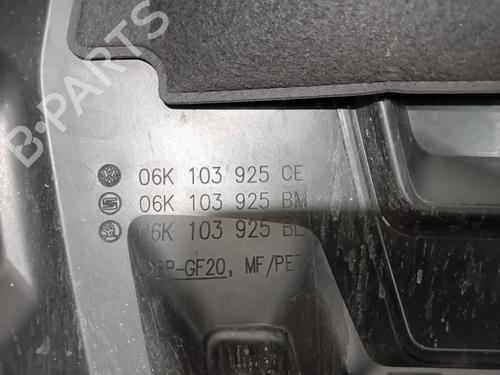 B-PARTS
06K 103 925 CE
06K 103 925 BM
06K 103 925 BL
>PP-GF20, MF/PET